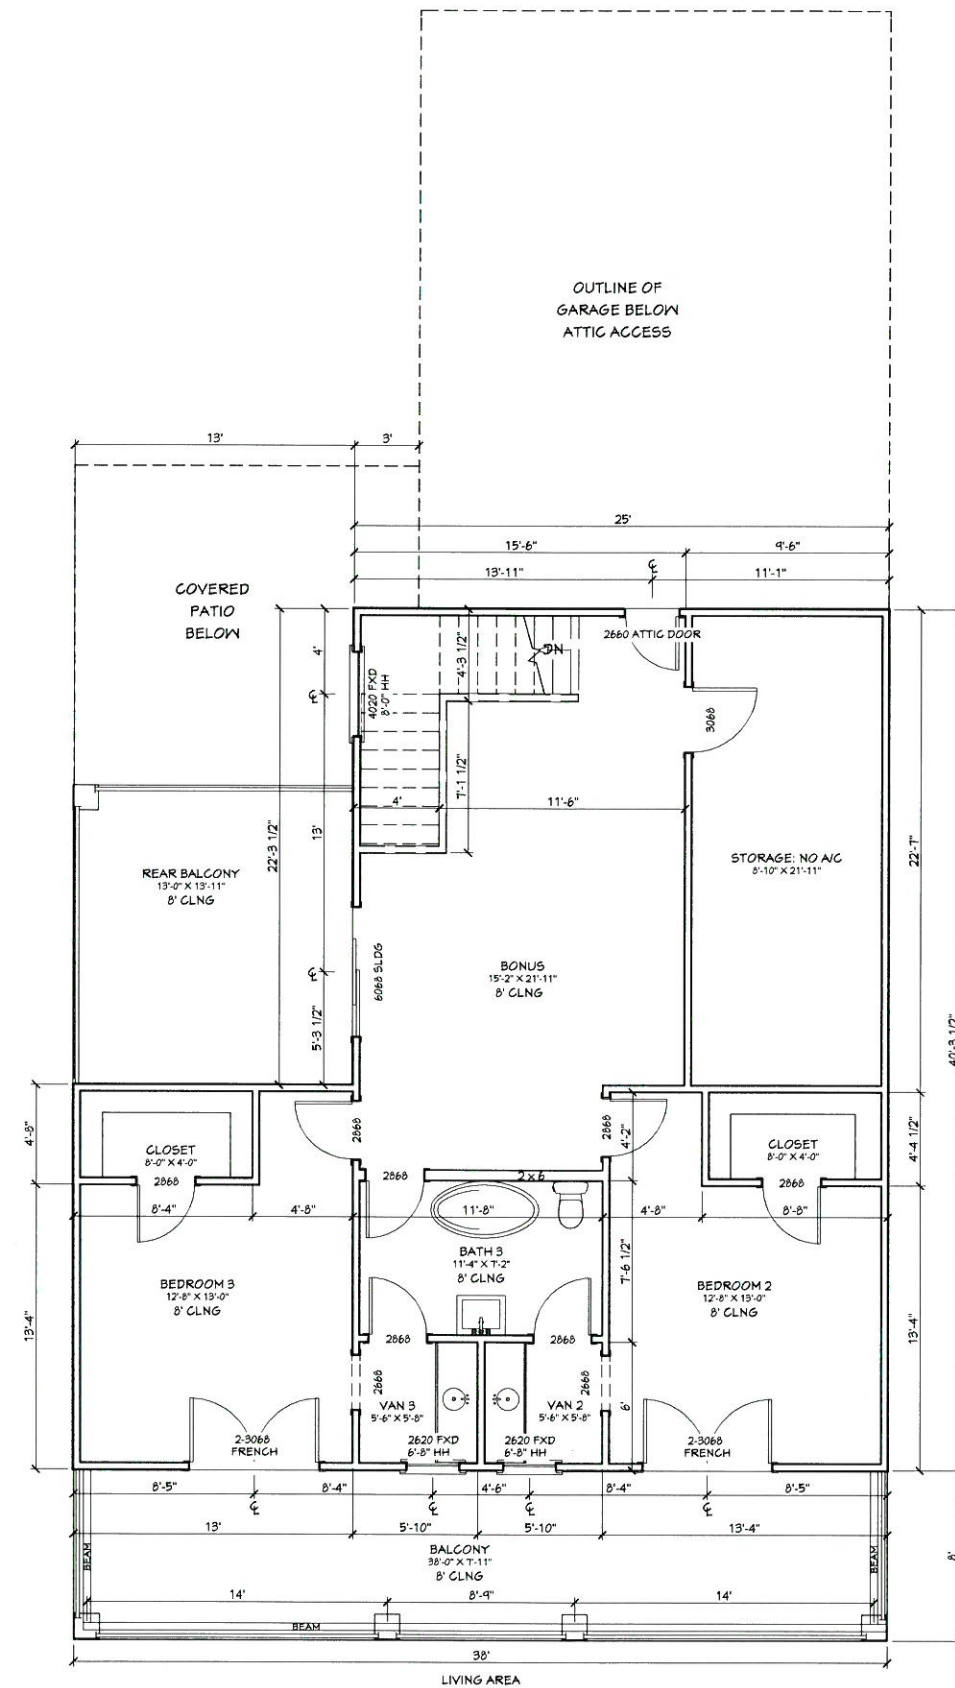 OUTLINE OF
GARAGE BELOW
ATTIC ACCESS
13'
3'
25'
15'-6"
9'-6"
13'-11"
11'-1"
COVERED
PATIO
BELOW
2660 ATTIC DOOR
DN
4'
4020 FXD
8'-0" HH
4'-3 1/2"
3068
7'-1 1/2"
4'
11'-6"
13'
22'-3 1/2"
22'-7"
REAR BALCONY
13'-0" X 13'-11"
8' CLNG
STORAGE: NO A/C
8'-10" X 21'-11"
6068 SLDG
BONUS
15'-2" X 21'-11"
8' CLNG
5'-3 1/2"
40'-3 1/2"
4'-8"
CLOSET
8'-0" X 4'-0"
2868
2868
2868
2868
4'-2"
2 x 6
CLOSET
8'-0" X 4'-0"
2868
4'-4 1/2"
8'-4"
4'-8"
11'-8"
4'-8"
8'-8"
BATH 3
11'-4" X 7'-2"
8' CLNG
7'-6 1/2"
BEDROOM 3
12'-8" X 13'-0"
8' CLNG
BEDROOM 2
12'-8" X 13'-0"
8' CLNG
13'-4"
13'-4"
2868
2868
2668
2668
VAN 3
5'-6" X 5'-8"
VAN 2
5'-6" X 5'-8"
6'
2-3068
FRENCH
2620 FXD
6'-8" HH
2620 FXD
6'-8" HH
2-3068
FRENCH
8'-5"
8'-4"
4'-6"
8'-4"
8'-5"
13'
5'-10"
5'-10"
13'-4"
BALCONY
38'-0" X 7'-11"
8' CLNG
BEAM
BEAM
8'
14'
8'-9"
14'
BEAM
38'
LIVING AREA